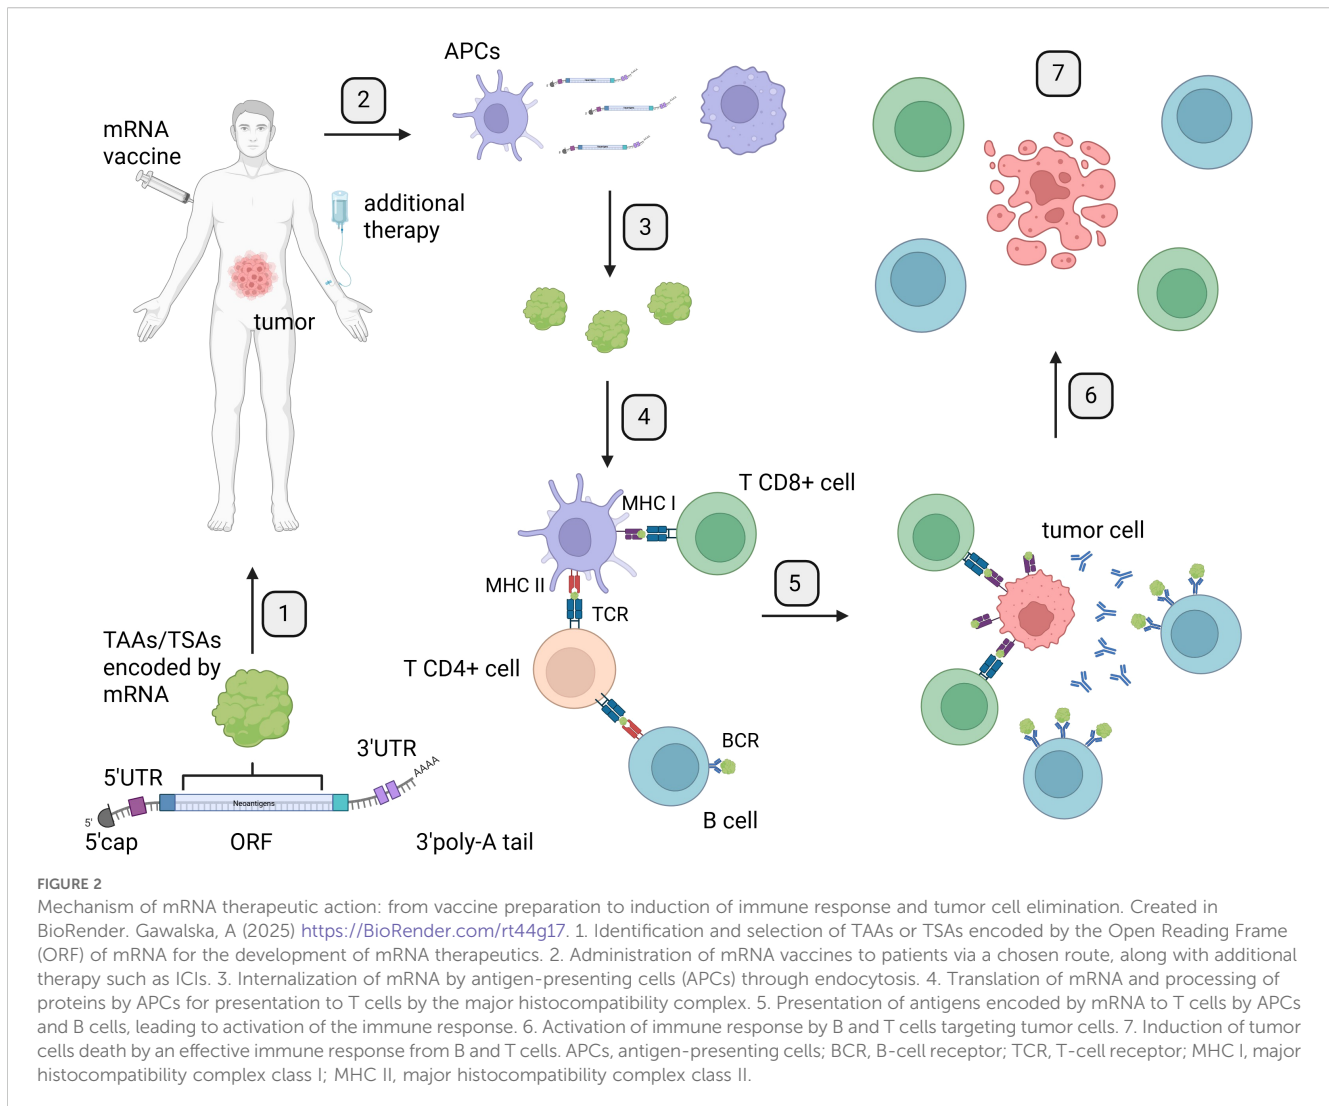 APCs
2
7
mRNA
vaccine
additional
therapy
3
tumor
4
T CD8+ cell
MHC I
6
tumor cell
MHC II
5
TCR
1
TAAs/TSAs
encoded by
mRNA
T CD4+ cell
BCR
3'UTR
AAAA
5'UTR
Neoantigens
5'
B cell
5'cap
ORF
3'poly-A tail
FIGURE 2
Mechanism of mRNA therapeutic action: from vaccine preparation to induction of immune response and tumor cell elimination. Created in
BioRender. Gawalska, A (2025) https://BioRender.com/rt44g17. 1. Identification and selection of TAAs or TSAs encoded by the Open Reading Frame
(ORF) of mRNA for the development of mRNA therapeutics. 2. Administration of mRNA vaccines to patients via a chosen route, along with additional
therapy such as ICIs. 3. Internalization of mRNA by antigen-presenting cells (APCs) through endocytosis. 4. Translation of mRNA and processing of
proteins by APCs for presentation to T cells by the major histocompatibility complex. 5. Presentation of antigens encoded by mRNA to T cells by APCs
and B cells, leading to activation of the immune response. 6. Activation of immune response by B and T cells targeting tumor cells. 7. Induction of tumor
cells death by an effective immune response from B and T cells. APCs, antigen-presenting cells; BCR, B-cell receptor; TCR, T-cell receptor; MHC I, major
histocompatibility complex class I; MHC II, major histocompatibility complex class II.